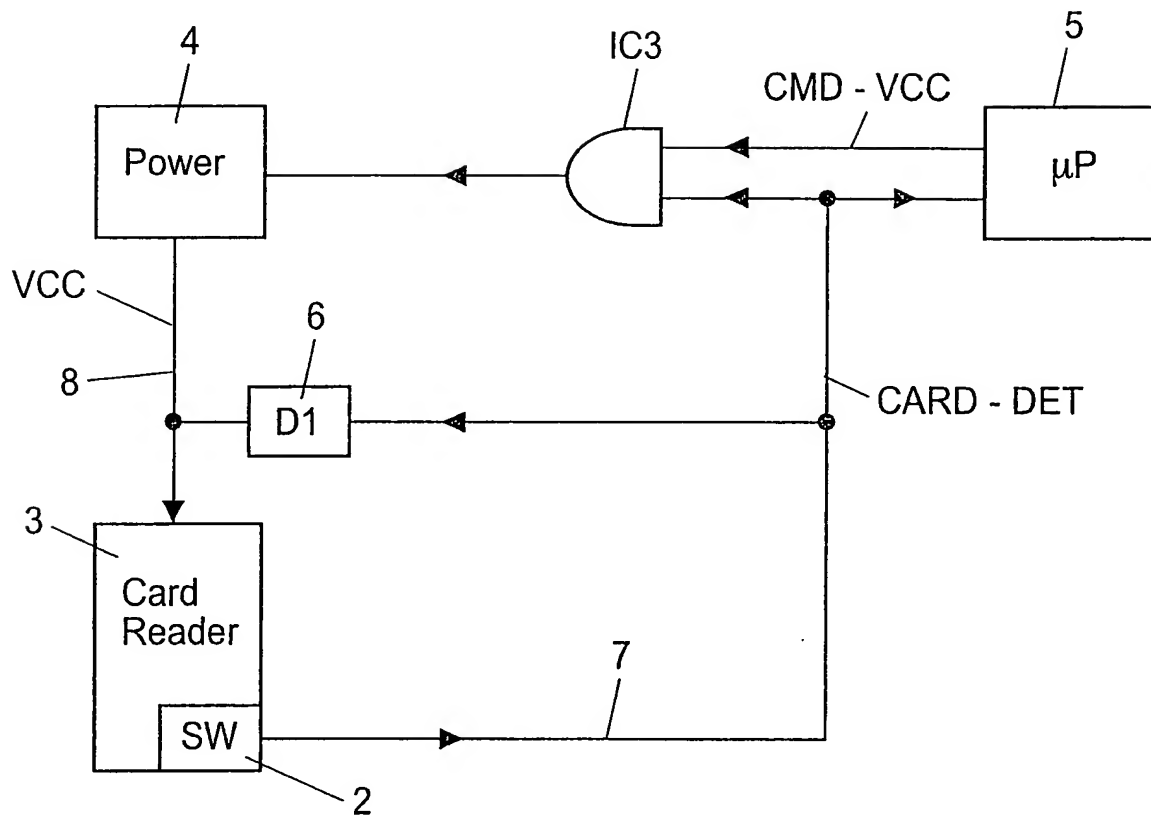 4
IC3
5
CMD - VCC
Power
μP
VCC
6
8
D1
CARD - DET
3
Card
Reader
7
SW
2